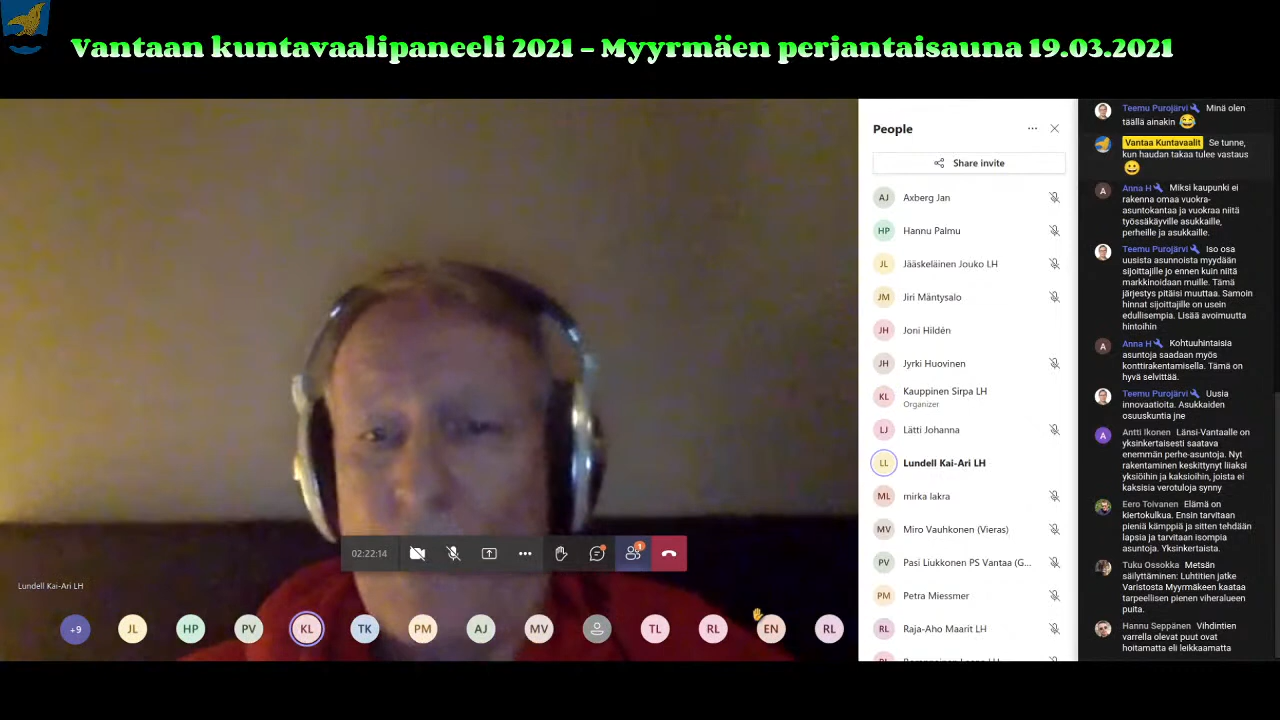 Vantaan kuntavaalipaneeli 2021 – Myyrmäen perjantaisauna 19.03.2021
02:22:14
1
Lundell Kai-Ari LH
+9
JL
HP
PV
KL
TK
PM
AJ
MV
TL
RL
EN
RL
People
Share invite
AJ Axberg Jan
HP Hannu Palmu
JL Jääskeläinen Jouko LH
JM Jiri Mäntysalo
JH Joni Hildén
JH Jyrki Huovinen
KL Kauppinen Sirpa LH
Organizer
LJ Lätti Johanna
LL Lundell Kai-Ari LH
ML mirka lakra
MV Miro Vauhkonen (Vieras)
PV Pasi Liukkonen PS Vantaa (G...
PM Petra Miessmer
RL Raja-Aho Maarit LH
Teemu Purojärvi Minä olen
täällä ainakin
Vantaa Kuntavaalit Se tunne,
kun haudan takaa tulee vastaus
A Anna H Miksi kaupunki ei
rakenna omaa vuokra-
asuntokantaa ja vuokraa niitä
työssäkäyville asukkaille,
perheille ja asukkaille.
Teemu Purojärvi Iso osa
uusista asunnoista myydään
sijoittajille jo ennen kuin niitä
markkinoidaan muille. Tämä
järjestys pitäisi muuttaa. Samoin
hinnat sijoittajille on usein
edullisempia. Lisää avoimuutta
hintoihin
A Anna H Kohtuuhintaisia
asuntoja saadaan myös
konttirakentamisella. Tämä on
hyvä selvittää.
Teemu Purojärvi Uusia
innovaatioita. Asukkaiden
osuuskuntia jne
A Antti Ikonen Länsi-Vantaalle on
yksinkertaisesti saatava
enemmän perhe-asuntoja. Nyt
rakentaminen keskittynyt liiaksi
yksiöihin ja kaksioihin, joista ei
kaksisia verotuloja synny
Eero Toivanen Elämä on
kiertokulkua. Ensin tarvitaan
pieniä kämppiä ja sitten tehdään
lapsia ja tarvitaan isompia
asuntoja. Yksinkertaista.
Tuku Ossokka Metsän
säilyttäminen: Luhtitien jatke
Varistosta Myyrmäkeen kaataa
tarpeellisen pienen viheralueen
puita.
Hannu Seppänen Vihdintien
varrella olevat puut ovat
hoitamatta eli leikkaamatta